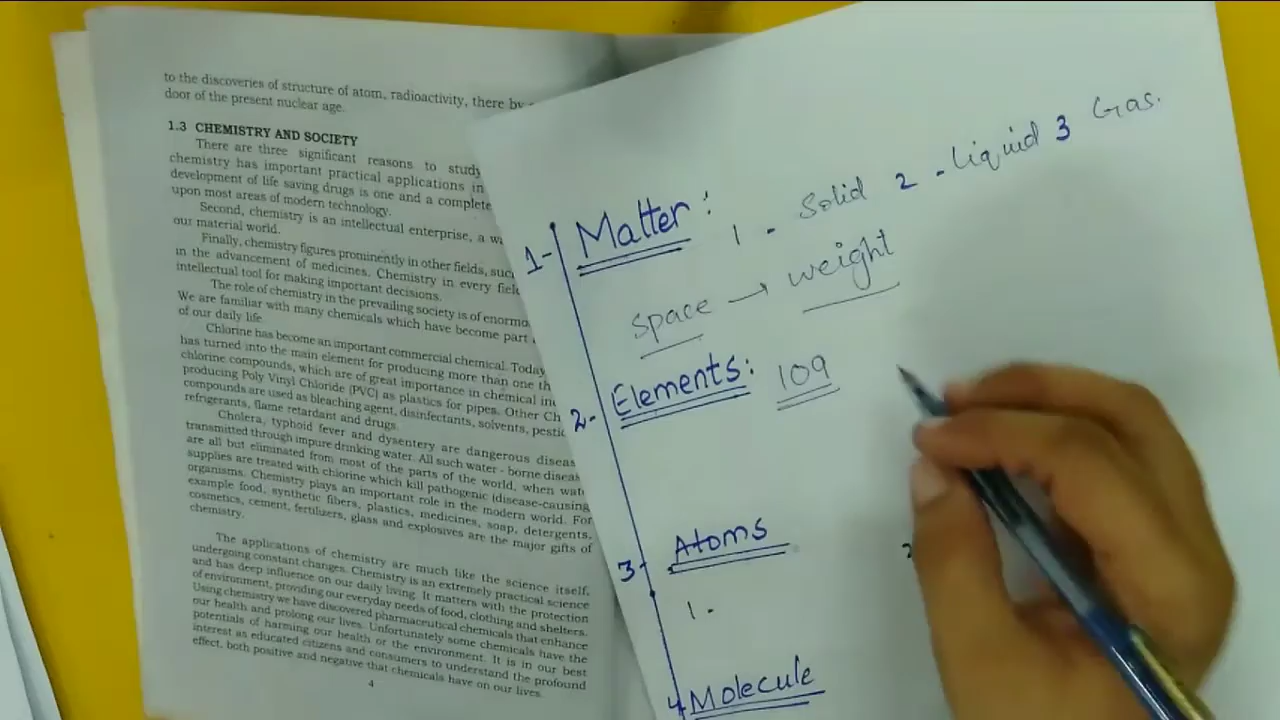 to the discoveries of structure of atom, radioactivity, there by
door of the present nuclear age.
1.3 CHEMISTRY AND SOCIETY
There are three significant reasons to study
chemistry has important practical applications in
development of life saving drugs is one and a complete
upon most areas of modern technology.
Second, chemistry is an intellectual enterprise, a
our material world.
Finally, chemistry figures prominently in other fields,
in the advancement of medicines. Chemistry in every
intellectual tool for making important decisions.
The role of chemistry in the prevailing society is of
We are familiar with many chemicals which have become part
of our daily life
Chlorine has become an important commercial chemical. Today
has turned into the main element for producing more than one
chlorine compounds, which are of great importance in chemical
producing Poly Vinyl Chloride (PVC) as plastics for pipes. Other
compounds are used as bleaching agent, disinfectants, solvents,
refrigerants, flame retardant and drugs.
Cholera, typhoid fever and dysentery are dangerous
transmitted through impure drinking water. All such water - borne
are all but eliminated from most of the parts of the world, when
supplies are treated with chlorine which kill pathogenic (disease-causing
organisms. Chemistry plays an important role in the modern world. For
example food, synthetic fibers, plastics, medicines, soap, detergents,
cosmetics, cement, fertilizers, glass and explosives are the major gifts of
chemistry.
The applications of chemistry are much like the science itself,
undergoing constant changes. Chemistry is an extremely practical science
and has deep influence on our daily living. It matters with the protection
of environment, providing our everyday needs of food, clothing and shelters.
Using chemistry we have discovered pharmaceutical chemicals that enhance
our health and prolong our lives. Unfortunately some chemicals have the
potentials of harming our health or the environment. It is in our best
interest as educated citizens and consumers to understand the profound
effect, both positive and negative that chemicals have on our lives.
4
1- Matter : 1 - Solid 2 - Liquid 3 Gas.
space → weight
2- Elements: 109
3- Atoms
1 -
4 Molecule